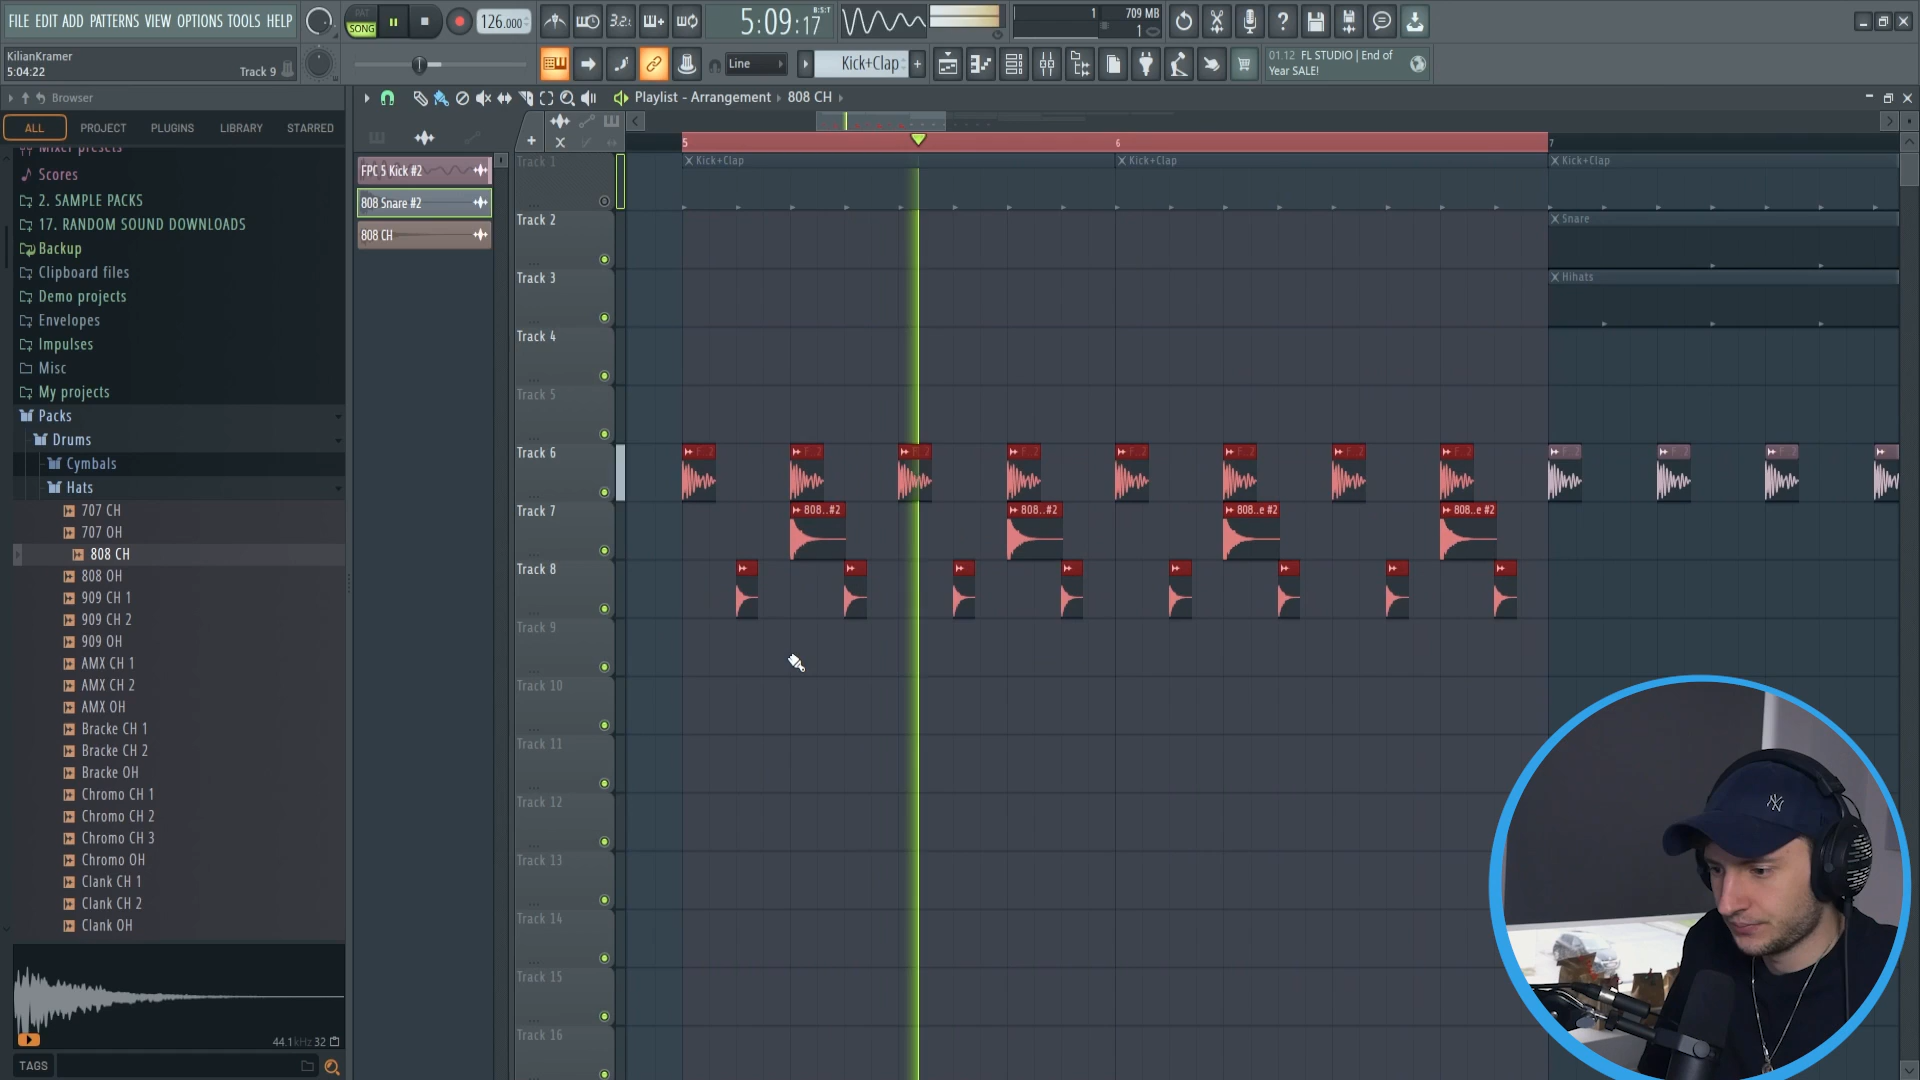 FILE EDIT ADD PATTERNS VIEW OPTIONS TOOLS HELP
PAT
SONG
126.000
3.2.
5:09:17
B:S:T
1
709 MB
1
KilianKramer
5:04:22
Track 9
Line
Kick+Clap
01.12 FL STUDIO | End of
Year SALE!
Browser
Playlist - Arrangement
808 CH
ALL
PROJECT
PLUGINS
LIBRARY
STARRED
Mixer presets
Scores
2. SAMPLE PACKS
17. RANDOM SOUND DOWNLOADS
Backup
Clipboard files
Demo projects
Envelopes
Impulses
Misc
My projects
Packs
Drums
Cymbals
Hats
707 CH
707 OH
808 CH
808 OH
909 CH 1
909 CH 2
909 OH
AMX CH 1
AMX CH 2
AMX OH
Bracke CH 1
Bracke CH 2
Bracke OH
Chromo CH 1
Chromo CH 2
Chromo CH 3
Chromo OH
Clank CH 1
Clank CH 2
Clank OH
44.1kHz 32
TAGS
FPC 5 Kick #2
808 Snare #2
808 CH
5
6
7
Track 1
Kick+Clap
Kick+Clap
Kick+Clap
Track 2
Snare
Track 3
Hihats
Track 4
Track 5
Track 6
Track 7
808..#2
808..#2
808..e #2
808..e #2
Track 8
Track 9
Track 10
Track 11
Track 12
Track 13
Track 14
Track 15
Track 16